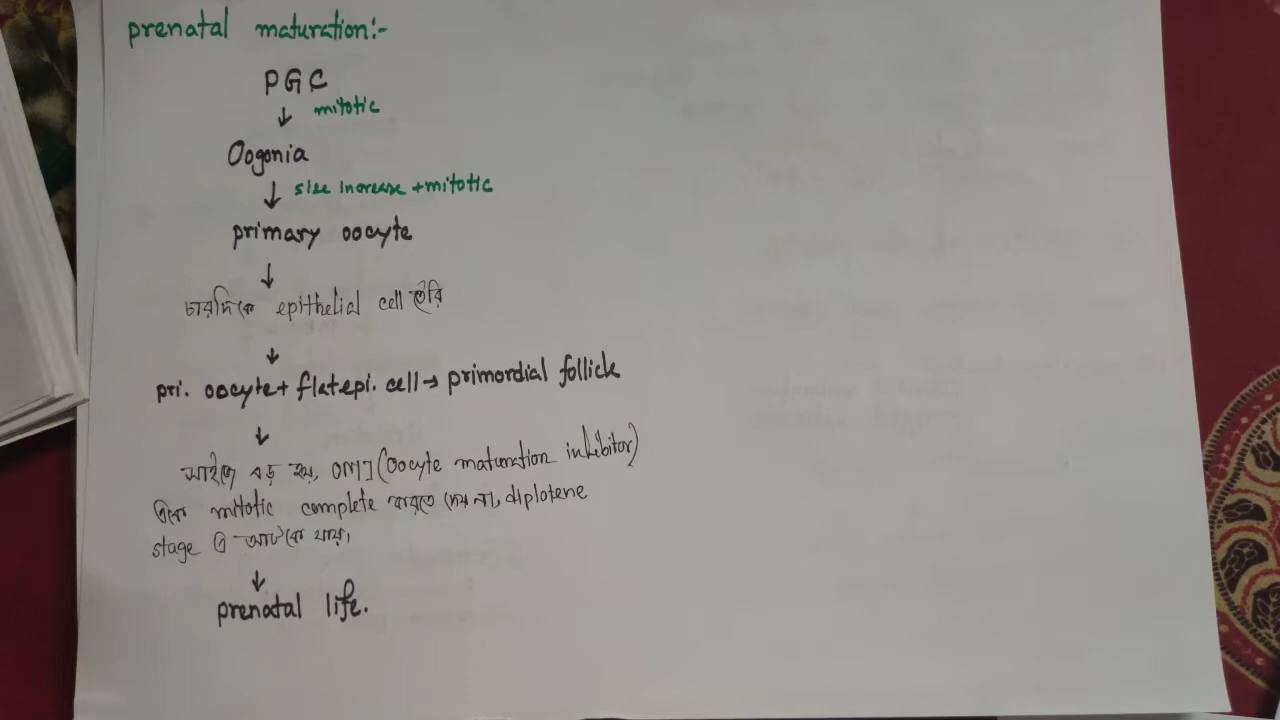 prenatal maturation:-
PGC
↓ mitotic
Oogonia
↓ size increase + mitotic
primary oocyte
↓
চারদিকে epithelial cell তৈরি
↓
pri. oocyte + flat epi. cell → primordial follicle
↓
সাইজে বড় হয়, OMI (Oocyte maturation inhibitor)
একে mitotic complete করতে দেয় না, diplotene
stage এ আটকে যায়।
↓
prenatal life.